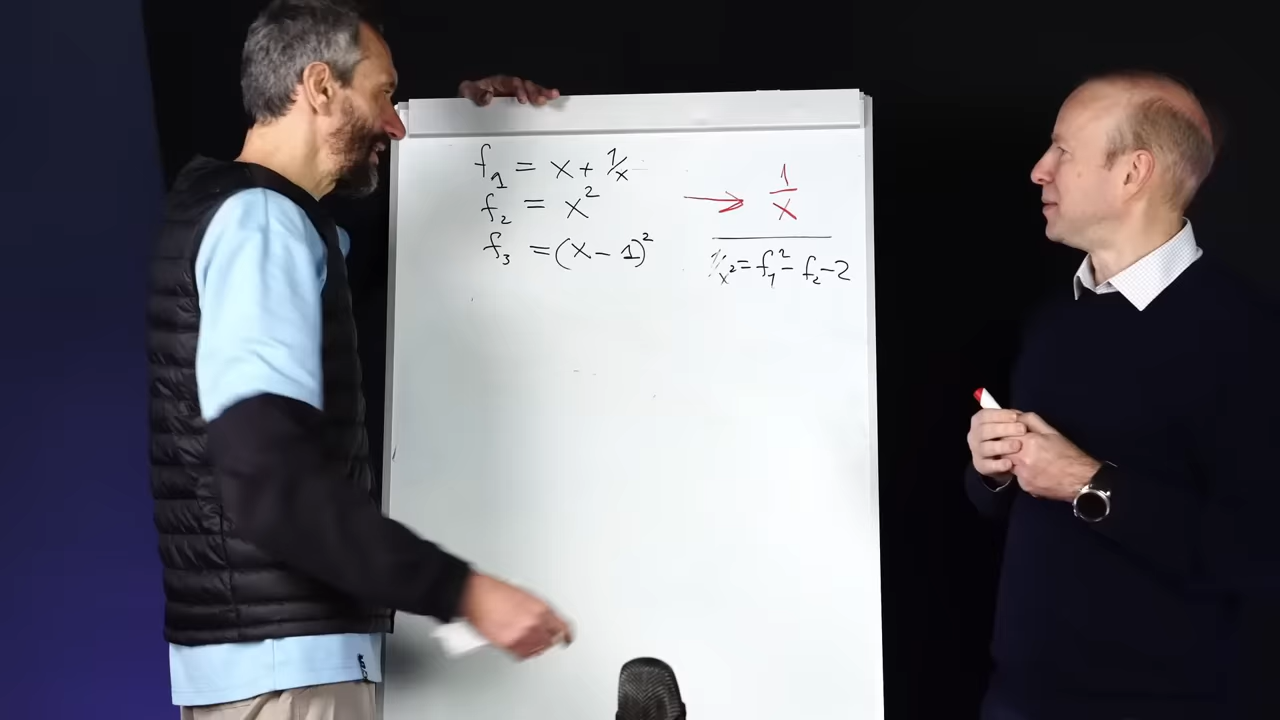 f₁ = x + 1/x
f₂ = x²
f₃ = (x − 1)²
→ 1/x
1/x² = f₁² − f₂ − 2